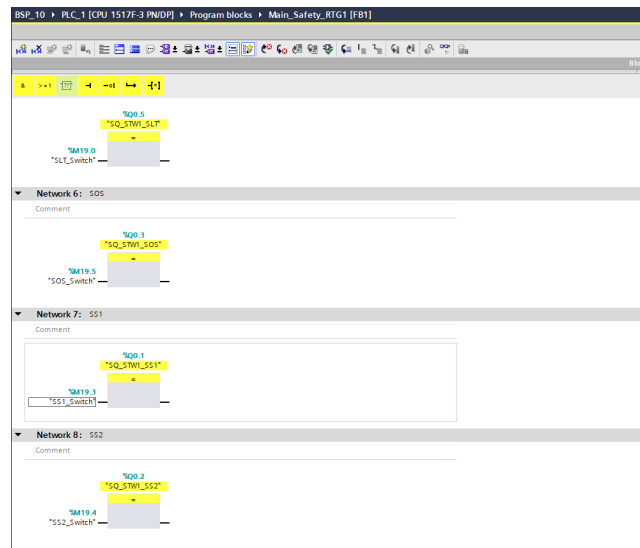 BSP_10 ▸ PLC_1 [CPU 1517F-3 PN/DP] ▸ Program blocks ▸ Main_Safety_RTG1 [FB1]
Blo
& >=1
%Q0.5
"SQ_STW1_SLT"
=
%M19.0
"SLT_Switch"
Network 6: SOS
Comment
%Q0.3
"SQ_STW1_SOS"
=
%M19.5
"SOS_Switch"
Network 7: SS1
Comment
%Q0.1
"SQ_STW1_SS1"
=
%M19.3
"SS1_Switch"
Network 8: SS2
Comment
%Q0.2
"SQ_STW1_SS2"
=
%M19.4
"SS2_Switch"